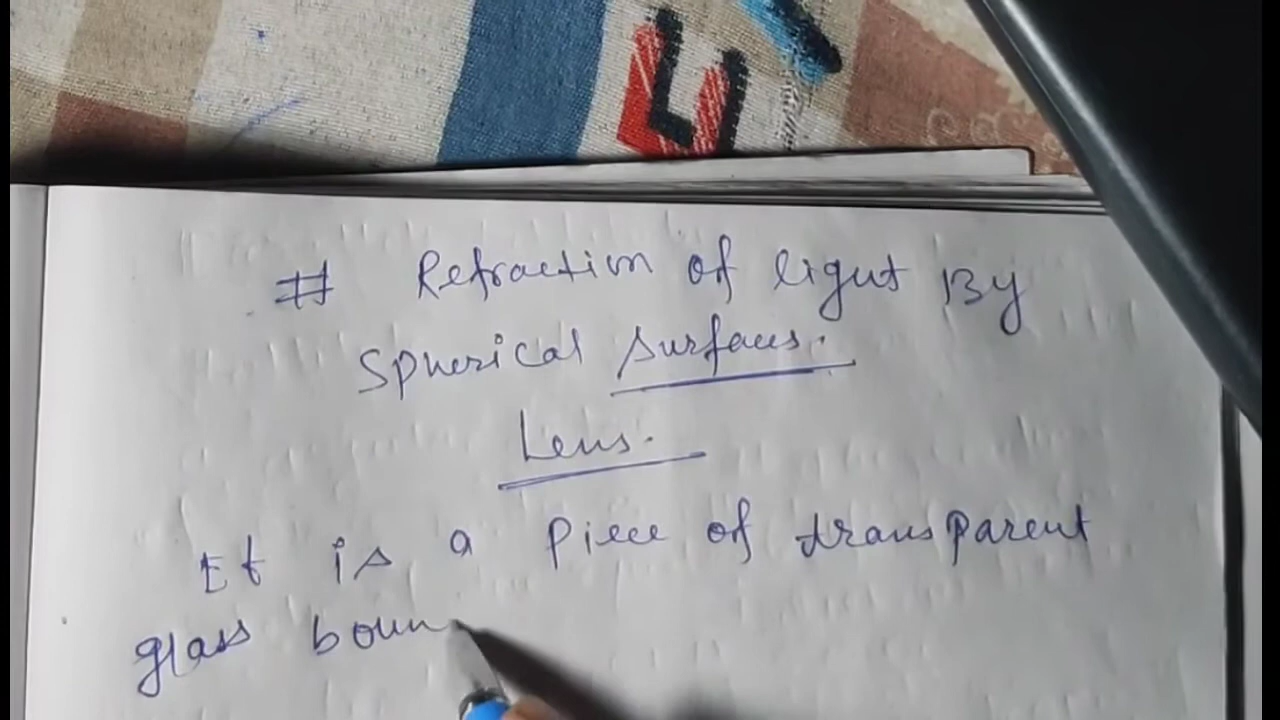 # Refraction of light By
Spherical surfaces.
Lens.
It is a piece of transparent
glass boun